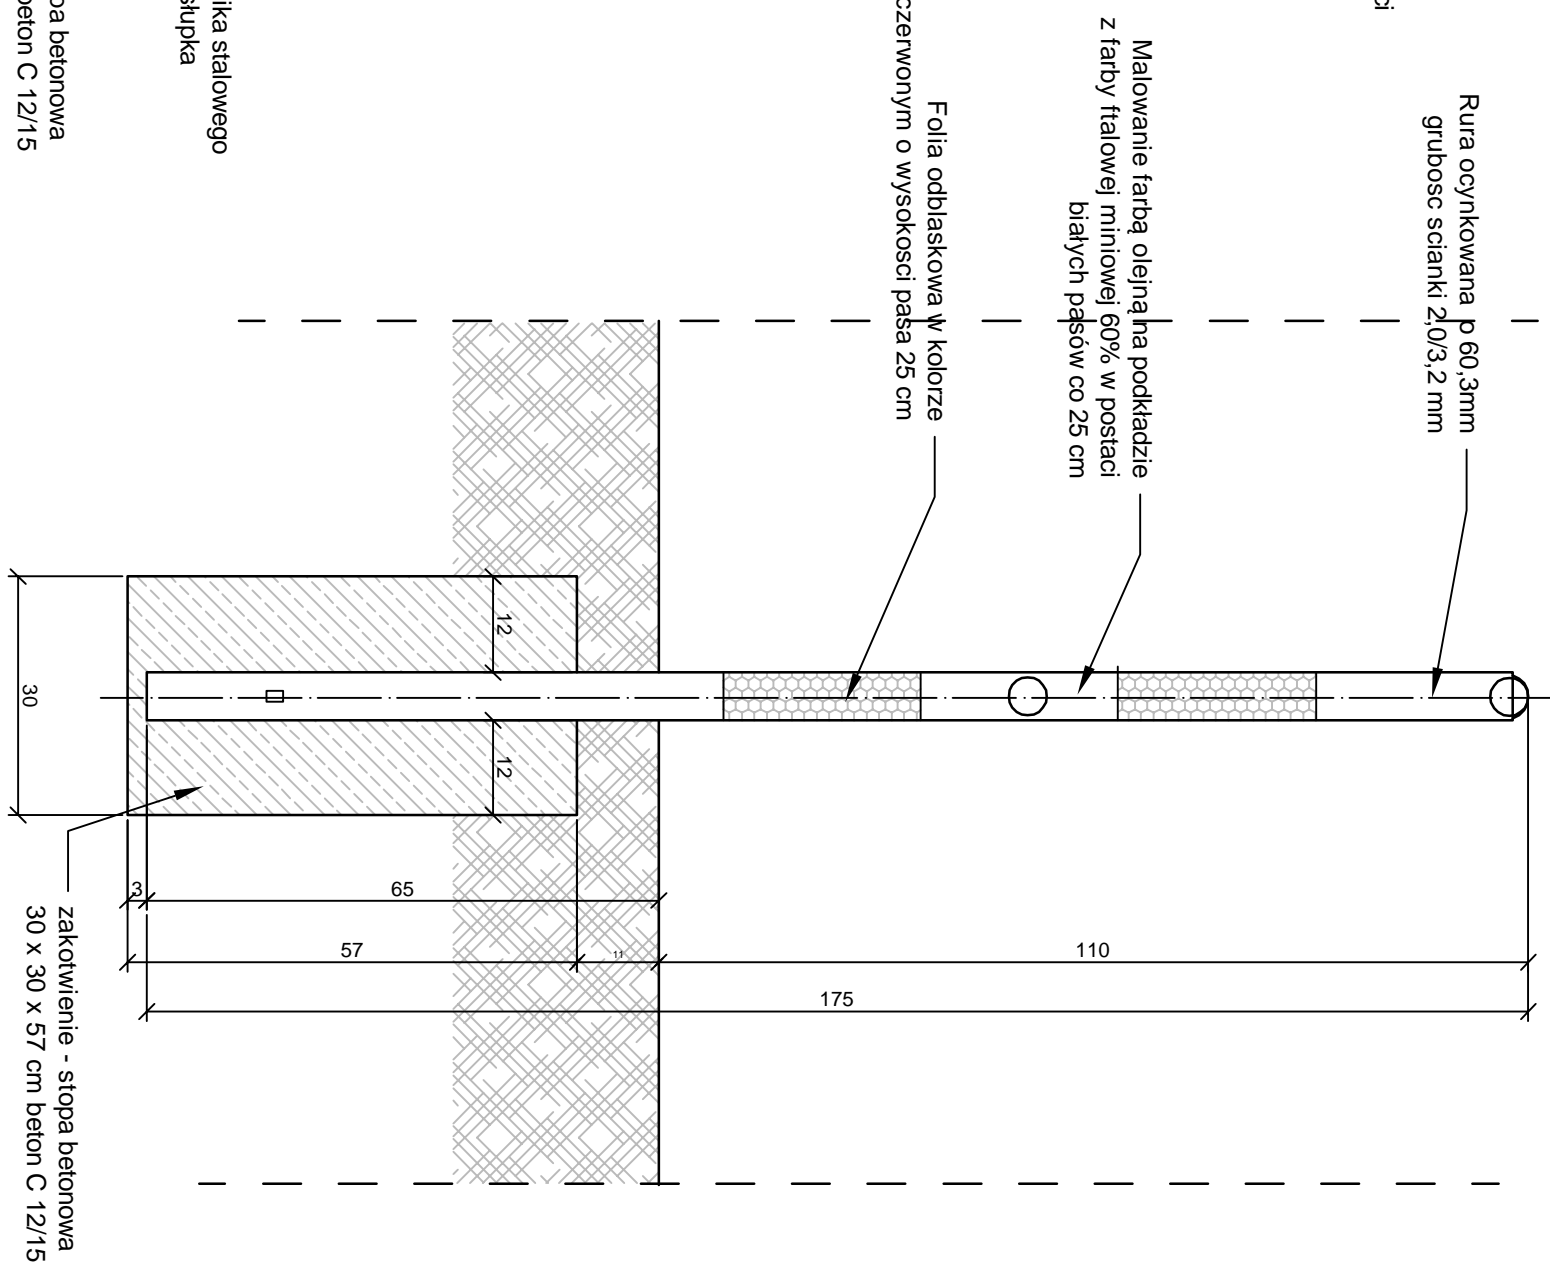 ci
Rura ocynkowana p 60,3mm
grubosc scianki 2,0/3,2 mm
Malowanie farbą olejną na podkładzie
z farby ftalowej miniowej 60% w postaci
białych pasów co 25 cm
Folia odblaskowa w kolorze
czerwonym o wysokosci pasa 25 cm
ika stalowego
słupka
pa betonowa
beton C 12/15
12
12
30
3
65
57
11
110
175
zakotwienie - stopa betonowa
30 x 30 x 57 cm beton C 12/15